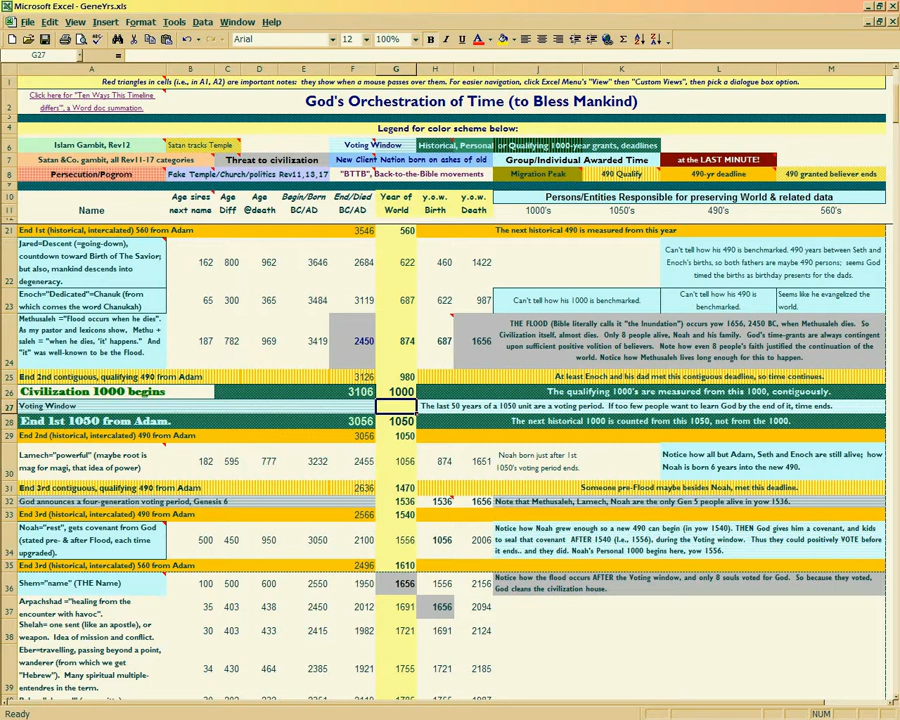 Microsoft Excel - GeneYrs.xls
File Edit View Insert Format Tools Data Window Help
Arial 12 100% B I U
G27 =
A B C D E F G H I J K L M
1 Red triangles in cells (i.e., in A1, A2) are important notes: they show when a mouse passes over them. For easier navigation, click Excel Menu's "View" then "Custom Views", then pick a dialogue box option.
Click here for "Ten Ways This Timeline
2 differs", a Word doc summation. God's Orchestration of Time (to Bless Mankind)
3
4 Legend for color scheme below:
6 Islam Gambit, Rev12 Satan tracks Temple Voting Window Historical, Personal or Qualifying 1000-year grants, deadlines
7 Satan &Co. gambit, all Rev11-17 categories Threat to civilization New Client Nation born on ashes of old Group/Individual Awarded Time at the LAST MINUTE!
8 Persecution/Pogrom Fake Temple/Church/politics Rev11,13,17 "BTTB", Back-to-the-Bible movements Migration Peak 490 Qualify 490-yr deadline 490 granted believer ends
10 Age sires Age Age Begin/Born End/Died Year of y.o.w. y.o.w. Persons/Entities Responsible for preserving World & related data
11 Name next name Diff @death BC/AD BC/AD World Birth Death 1000's 490's 560's
21 End 1st (historical, intercalated) 560 from Adam 3546 560 The next historical 490 is measured from this year
Jared=Descent (=going-down),
countdown toward Birth of The Savior;
but also, mankind descends into
22 degeneracy. 162 800 962 3646 2684 622 460 1422 Can't tell how his 490 is benchmarked. 490 years between Seth and
Enoch's births, so both fathers are maybe 490 persons; seems God
timed the births as birthday presents for the dads.
Enoch="Dedicated"=Chanuk (from
23 which comes the word Chanukah) 65 300 365 3484 3119 687 622 987 Can't tell how his 1000 is benchmarked. Can't tell how his 490 is
benchmarked. Seems like he evangelized the
world.
Methusaleh ="Flood occurs when he dies".
As my pastor and lexicons show, Methu +
saleh = "when he dies, 'it' happens." And
24 "it" was well-known to be the Flood. 187 782 969 3419 2450 874 687 1656 THE FLOOD (Bible literally calls it "the Inundation") occurs yow 1656, 2450 BC, when Methusaleh dies. So
Civilization itself, almost dies. Only 8 people alive, Noah and his family. God's time-grants are always contingent
upon sufficient positive volition of believers. Note how even 8 people's faith justified the continuation of the
world. Notice how Methusaleh lives long enough for this to happen.
25 End 2nd contiguous, qualifying 490 from Adam 3126 980 At least Enoch and his dad met this contiguous deadline, so time continues.
26 Civilization 1000 begins 3106 1000 The qualifying 1000's are measured from this 1000, contiguously.
27 Voting Window The last 50 years of a 1050 unit are a voting period. If too few people want to learn God by the end of it, time ends.
28 End 1st 1050 from Adam. 3056 1050 The next historical 1000 is counted from this 1050, not from the 1000.
29 End 2nd (historical, intercalated) 490 from Adam 3056 1050
Lamech="powerful" (maybe root is
30 mag for magi, that idea of power) 182 595 777 3232 2455 1056 874 1651 Noah born just after 1st
1050's voting period ends. Notice how all but Adam, Seth and Enoch are still alive; how
Noah is born 6 years into the new 490.
31 End 3rd contiguous, qualifying 490 from Adam 2636 1470 Someone pre-Flood maybe besides Noah, met this deadline.
32 God announces a four-generation voting period, Genesis 6 1536 1536 1656 Note that Methusaleh, Lamech, Noah are the only Gen 5 people alive in yow 1536.
33 End 3rd (historical, intercalated) 490 from Adam 2566 1540
Noah="rest", gets covenant from God
(stated pre- & after Flood, each time
34 upgraded). 500 450 950 3050 2100 1556 1056 2006 Notice how Noah grew enough so a new 490 can begin (in yow 1540). THEN God gives him a covenant, and kids
to seal that covenant AFTER 1540 (I.e., 1556), during the Voting window. Thus they could positively VOTE before
it ends.. and they did. Noah's Personal 1000 begins here, yow 1556.
35 End 3rd (historical, intercalated) 560 from Adam 2496 1610
36 Shem="name" (THE Name) 100 500 600 2550 1950 1656 1556 2156 Notice how the flood occurs AFTER the Voting window, and only 8 souls voted for God. So because they voted,
God cleans the civilization house.
Arpachshad ="healing from the
37 encounter with havoc". 35 403 438 2450 2012 1691 1656 2094
Shelah= one sent (like an apostle), or
38 weapon. Idea of mission and conflict. 30 403 433 2415 1982 1721 1691 2124
Eber=travelling, passing beyond a point,
wanderer (from which we get
"Hebrew"). Many spiritual multiple-
39 entendres in the term. 34 430 464 2385 1921 1755 1721 2185
Ready NUM